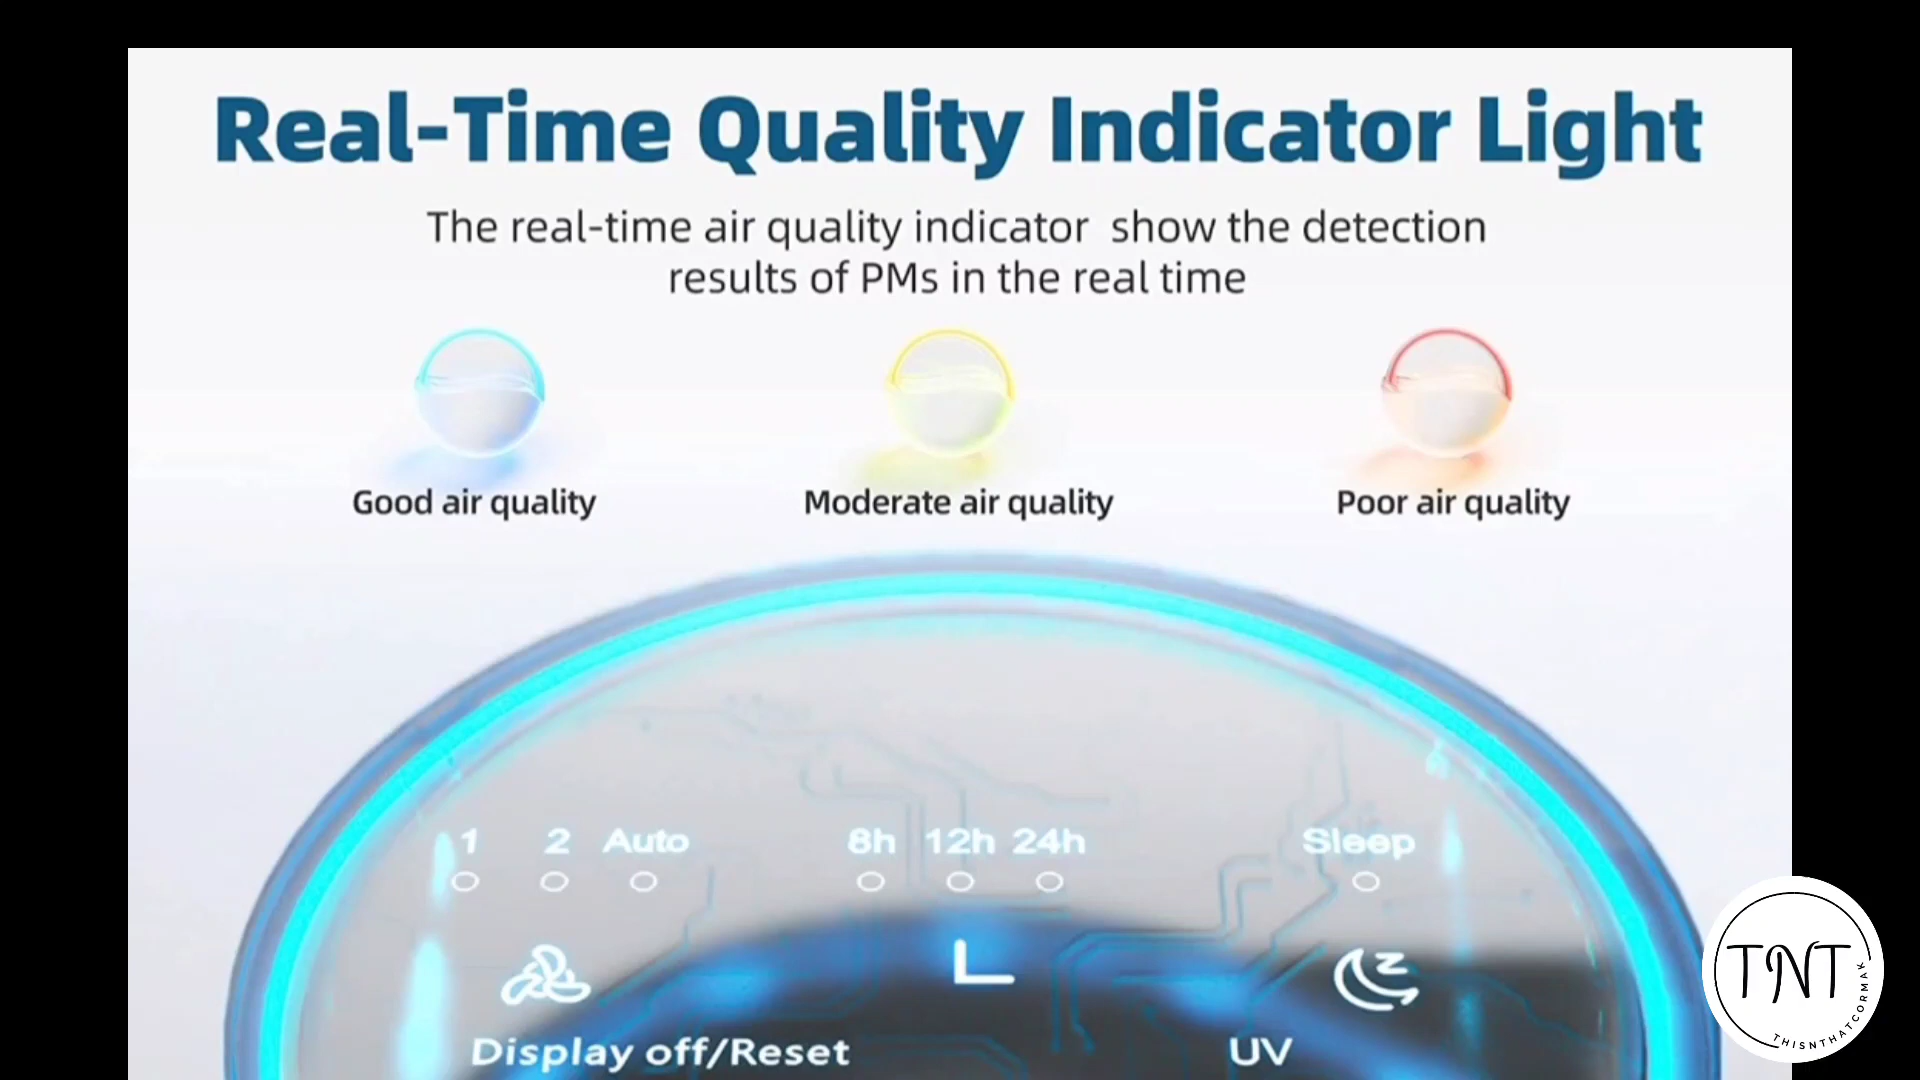 Real-Time Quality Indicator Light
The real-time air quality indicator show the detection
results of PMs in the real time
Good air quality
Moderate air quality
Poor air quality
1 2 Auto
8h 12h 24h
Sleep
Display off/Reset
UV
TNT
THISNTHATCORMAK